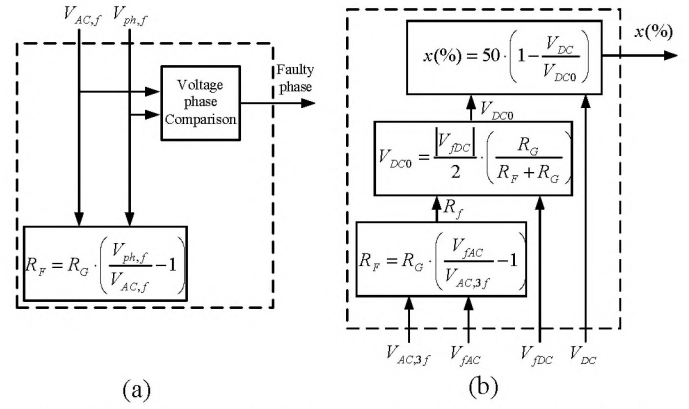 V_{AC,f} V_{ph,f}
Voltage
phase
Comparison
Faulty
phase
R_F = R_G · (V_{ph,f} / V_{AC,f} − 1)
(a)
x(%) = 50 · (1 − V_{DC} / V_{DC0})
x(%)
V_{DC0}
V_{DC0} = |V_{fDC}| / 2 · (R_G / (R_F + R_G))
R_f
R_F = R_G · (V_{fAC} / V_{AC,3f} − 1)
V_{AC,3f} V_{fAC} V_{fDC} V_{DC}
(b)